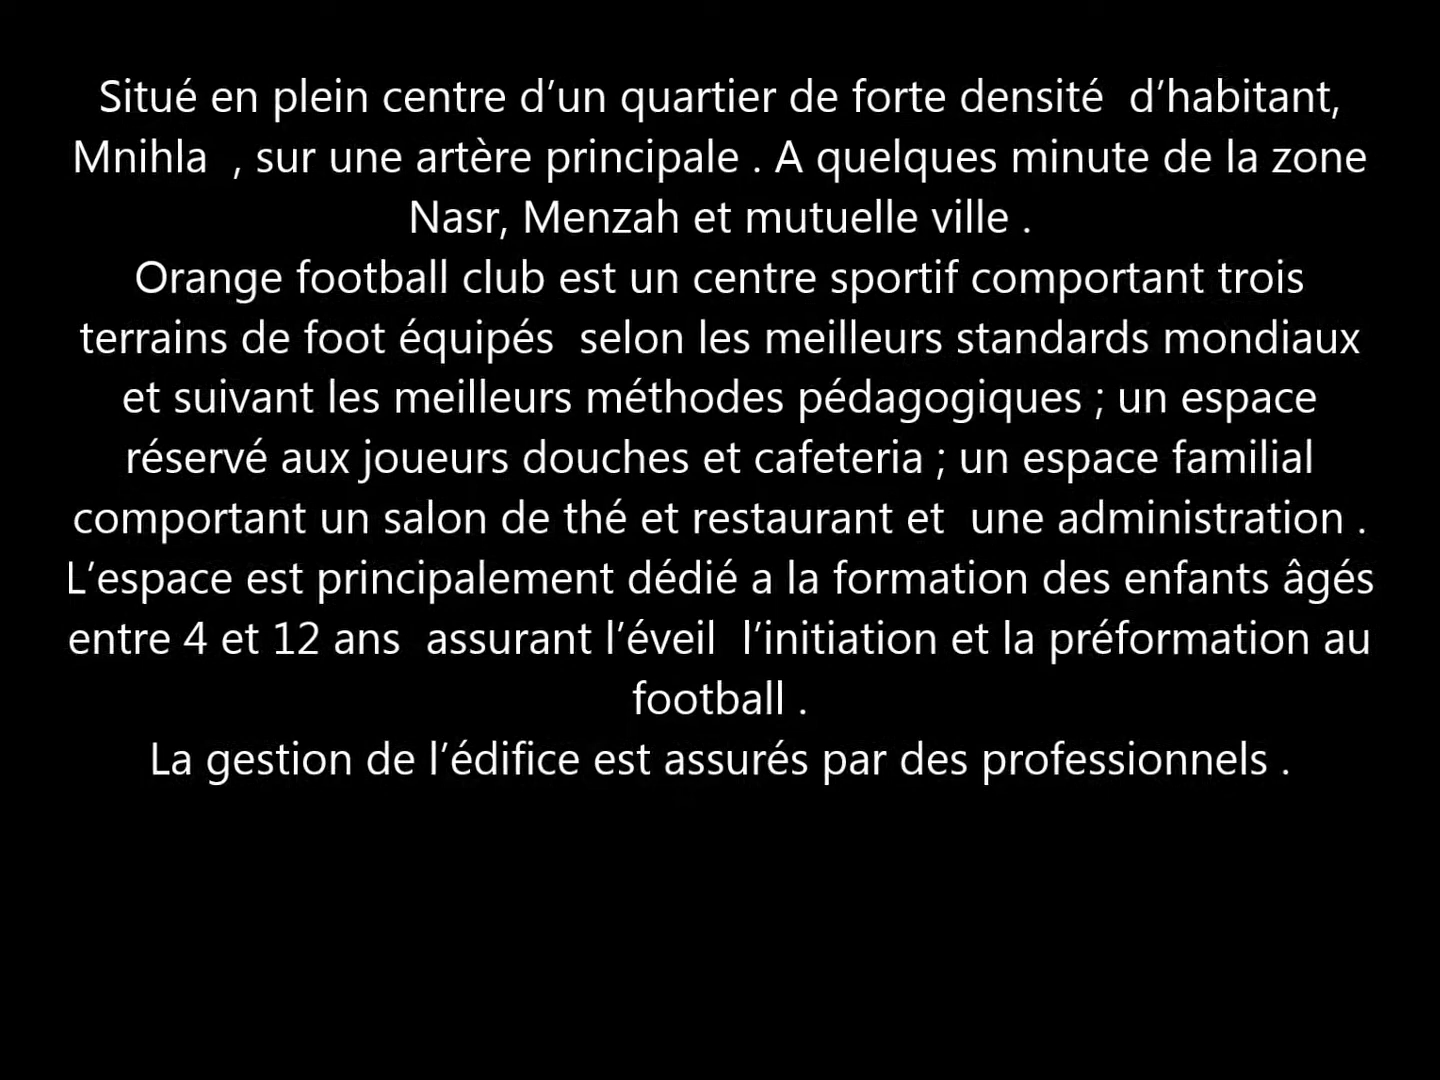 Situé en plein centre d’un quartier de forte densité  d’habitant,
Mnihla  , sur une artère principale . A quelques minute de la zone
Nasr, Menzah et mutuelle ville .
Orange football club est un centre sportif comportant trois
terrains de foot équipés  selon les meilleurs standards mondiaux
et suivant les meilleurs méthodes pédagogiques ; un espace
réservé aux joueurs douches et cafeteria ; un espace familial
comportant un salon de thé et restaurant et  une administration .
L’espace est principalement dédié a la formation des enfants âgés
entre 4 et 12 ans  assurant l’éveil  l’initiation et la préformation au
football .
La gestion de l’édifice est assurés par des professionnels .